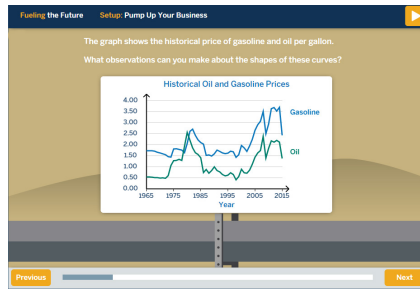 Fueling the Future Setup: Pump Up Your Business
The graph shows the historical price of gasoline and oil per gallon.
What observations can you make about the shapes of these curves?
Historical Oil and Gasoline Prices
4.00
3.50
3.00
2.50
2.00
1.50
1.00
0.50
0.00
Gasoline
Oil
1965 1975 1985 1995 2005 2015
Year
Previous Next